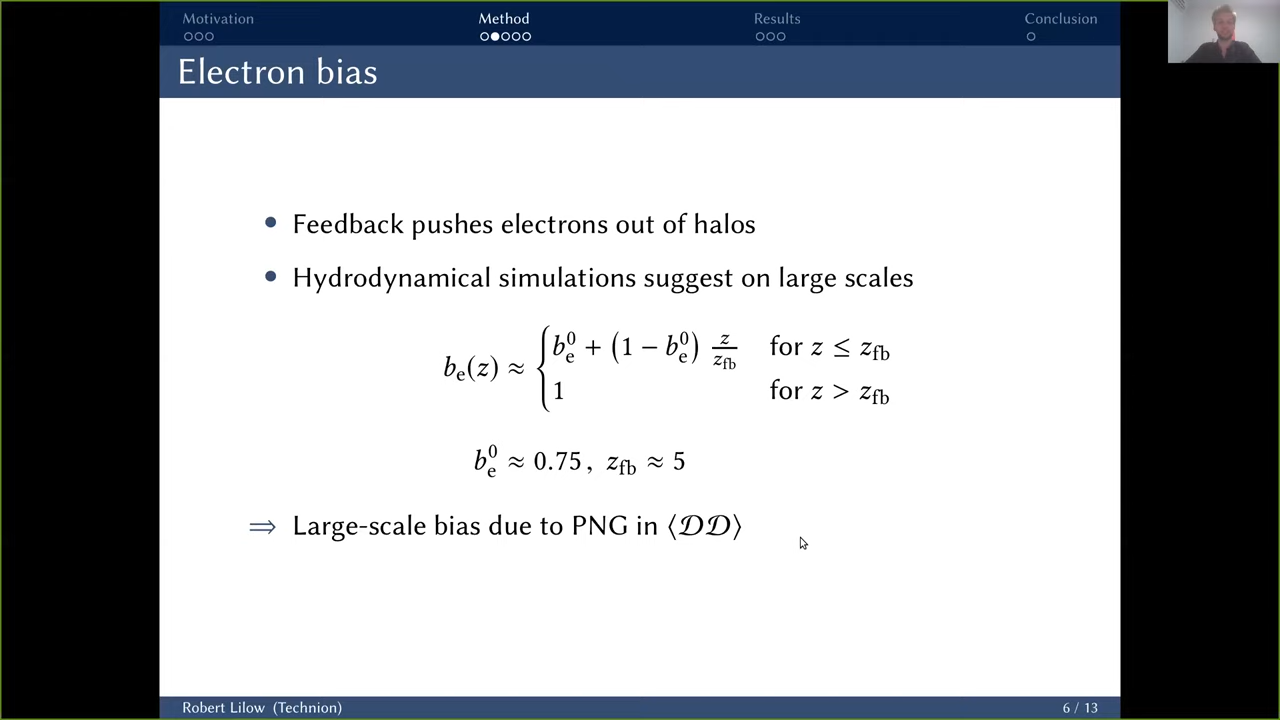 Motivation Method Results Conclusion
Electron bias
• Feedback pushes electrons out of halos
• Hydrodynamical simulations suggest on large scales
b_e(z) ≈ { b_e^0 + (1 − b_e^0) z/z_fb for z ≤ z_fb
1 for z > z_fb
b_e^0 ≈ 0.75, z_fb ≈ 5
⟹ Large-scale bias due to PNG in ⟨𝒟𝒟⟩
Robert Lilow (Technion) 6 / 13